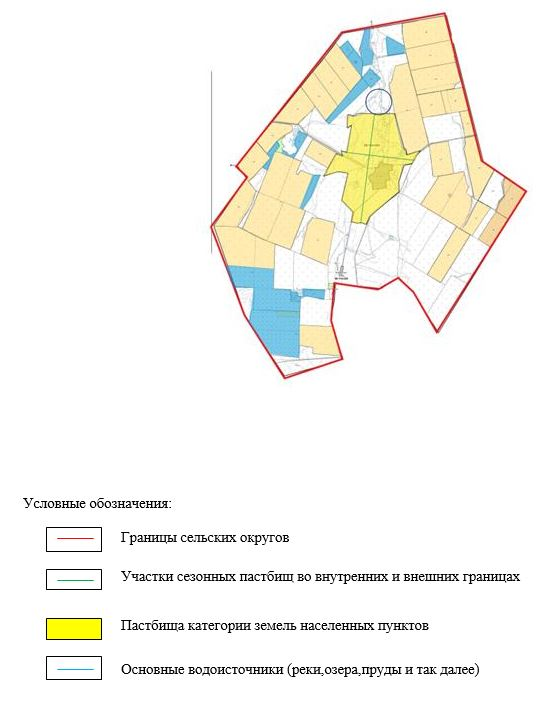 Условные обозначения:
Границы сельских округов
Участки сезонных пастбищ во внутренних и внешних границах
Пастбища категории земель населенных пунктов
Основные водоисточники (реки,озера,пруды и так далее)